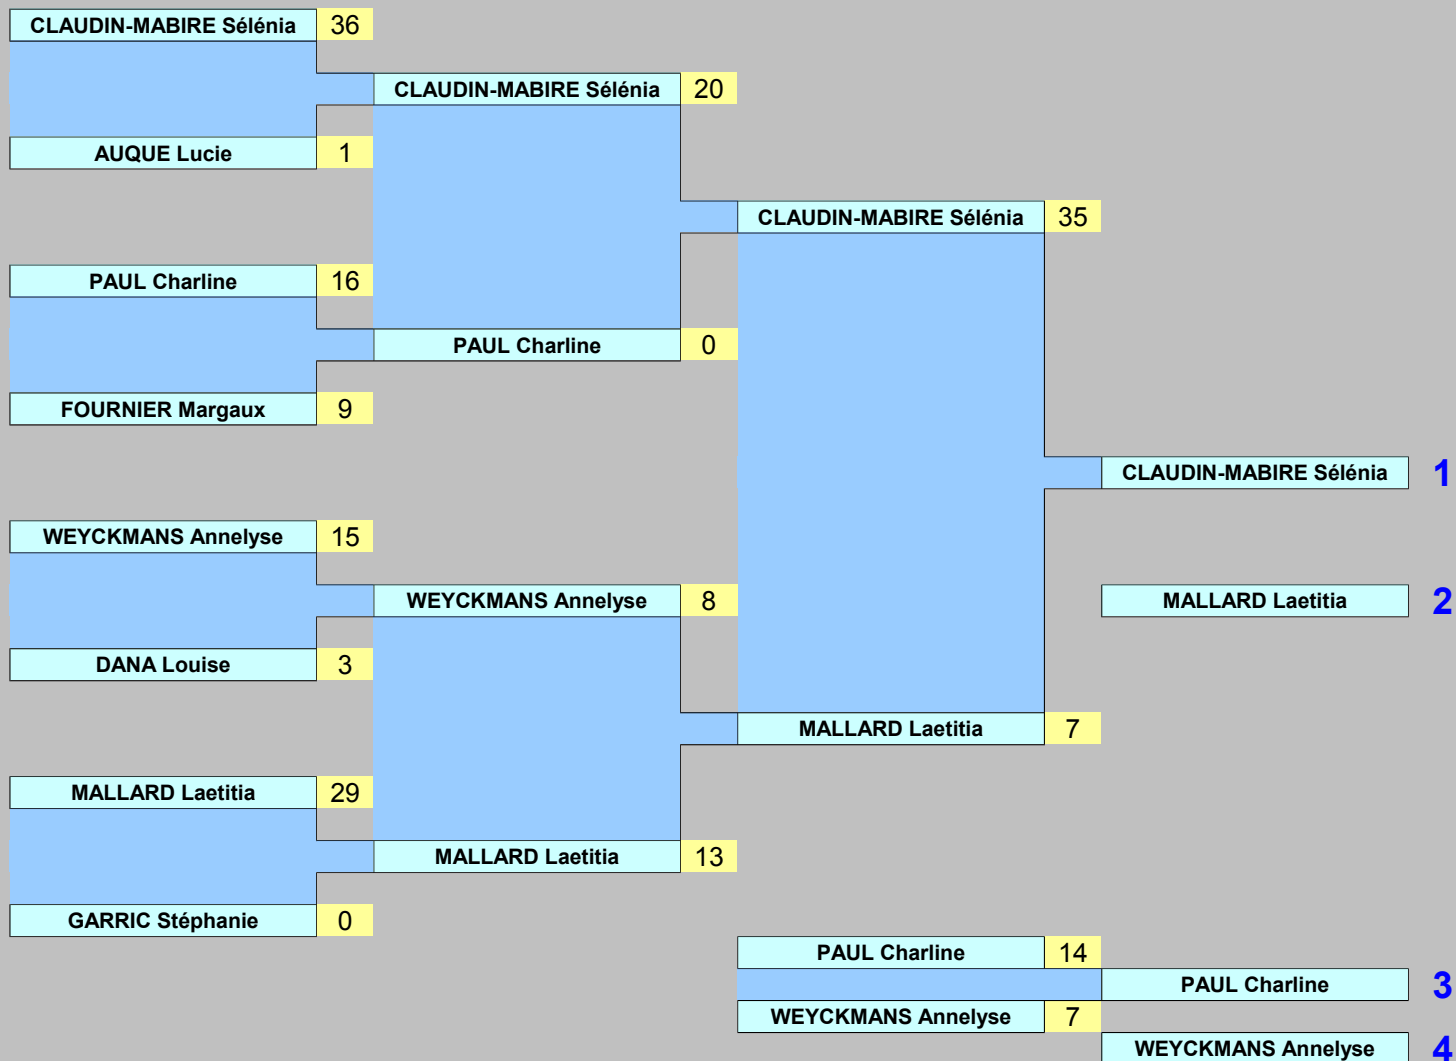 CLAUDIN-MABIRE Sélénia 36
CLAUDIN-MABIRE Sélénia 20
AUQUE Lucie 1
CLAUDIN-MABIRE Sélénia 35
PAUL Charline 16
PAUL Charline 0
FOURNIER Margaux 9
CLAUDIN-MABIRE Sélénia 1
WEYCKMANS Annelyse 15
WEYCKMANS Annelyse 8
MALLARD Laetitia 2
DANA Louise 3
MALLARD Laetitia 7
MALLARD Laetitia 29
MALLARD Laetitia 13
GARRIC Stéphanie 0
PAUL Charline 14
PAUL Charline 3
WEYCKMANS Annelyse 7
WEYCKMANS Annelyse 4